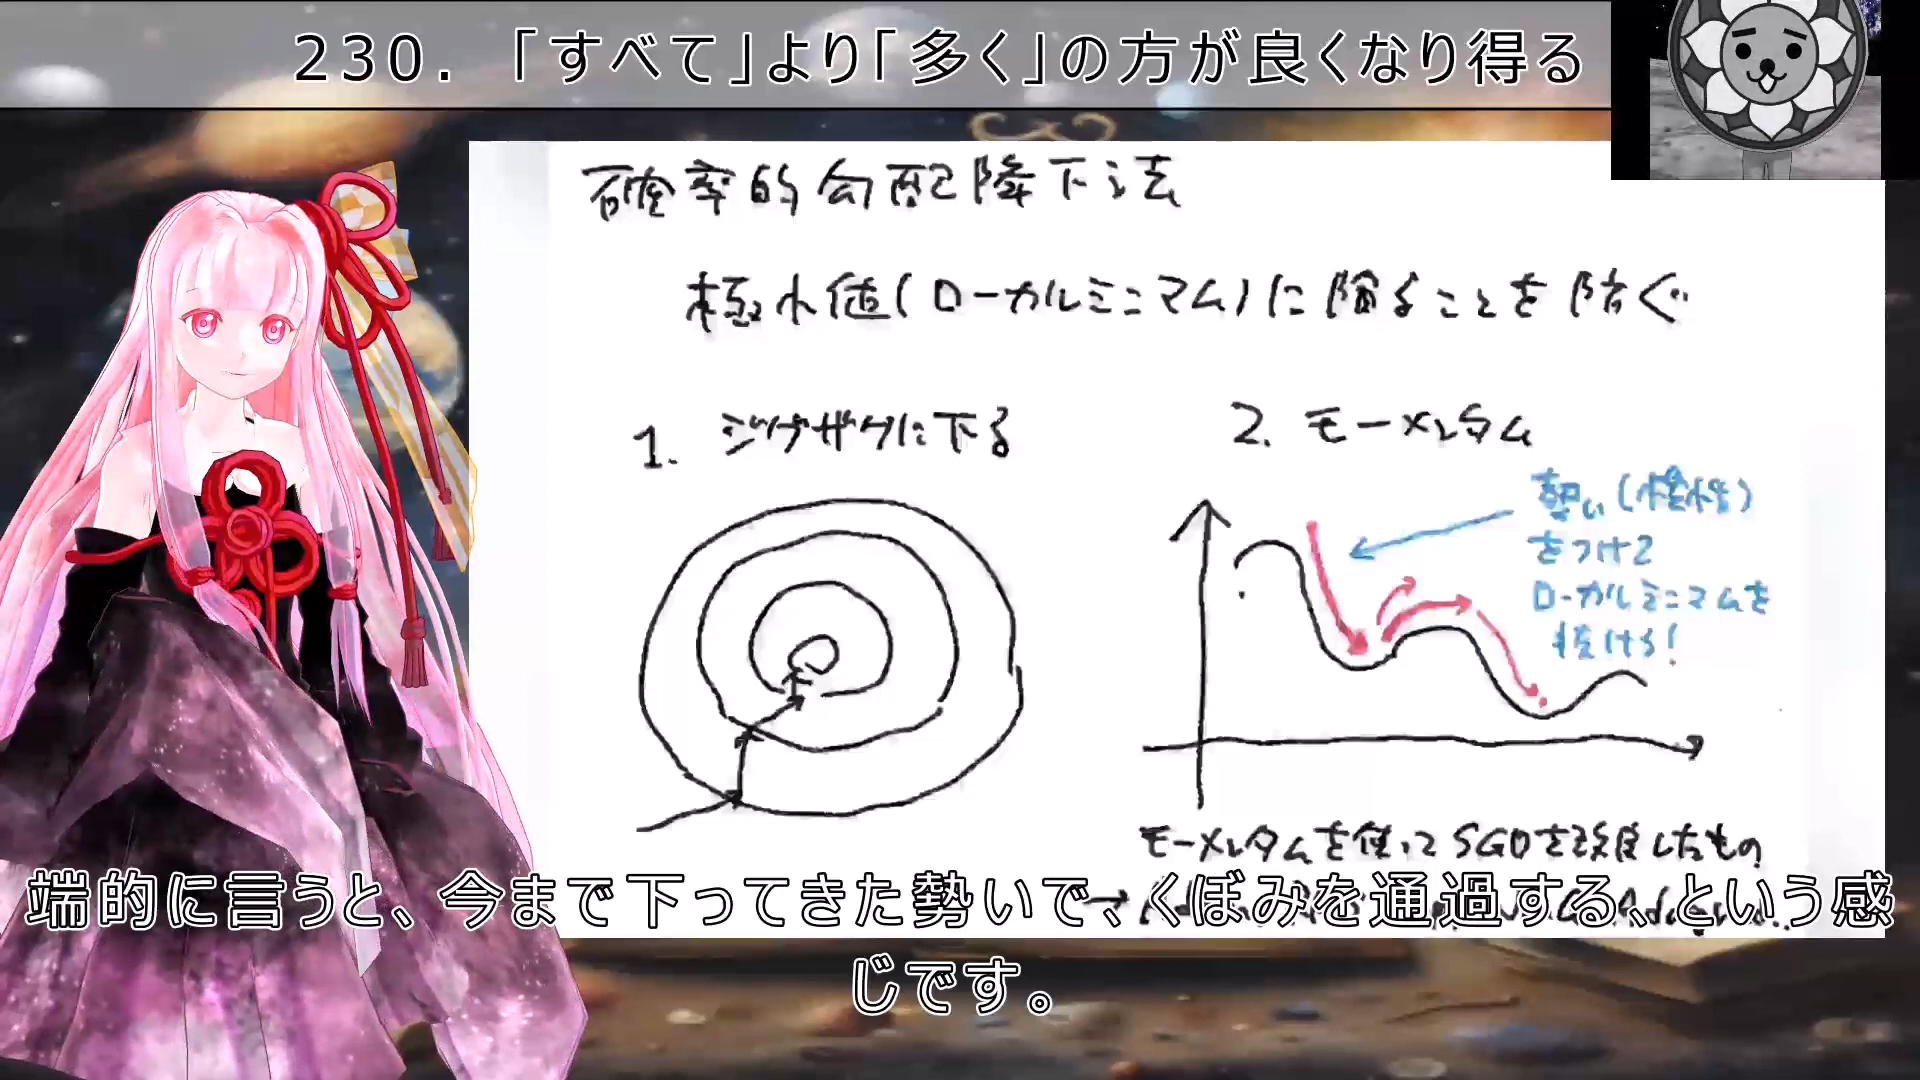 230. 「すべて」より「多く」の方が良くなり得る
確率的勾配降下法
極小値(ローカルミニマム)に陥ることを防ぐ
1. ジグザグに下る
2. モーメンタム
勢い(慣性)
をつけて
ローカルミニマムを
抜ける!
モーメンタムを使ってSGDを改良したもの
端的に言うと、今まで下ってきた勢いで、くぼみを通過する、という感
じです。